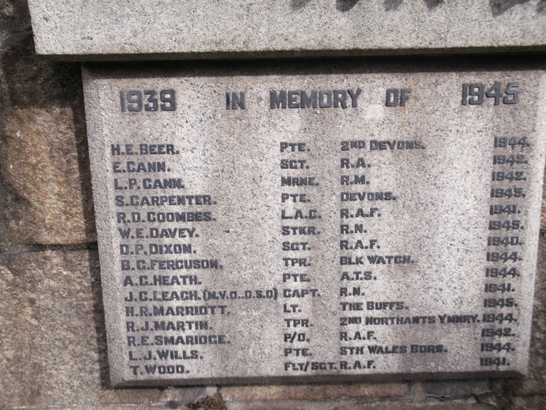 1939 IN MEMORY OF 1945
H.E. BEER. PTE. 2ND DEVONS. 1944.
E. CANN. SGT. R.A. 1942.
L.P. CANN. MRNE. R.M. 1942.
S. CARPENTER. PTE. DEVONS. 1945.
R.D. COOMBES. L.A.C. R.A.F. 1941.
W.E. DAVEY. STKR. R.N. 1945.
D.P. DIXON. SGT. R.A.F. 1940.
B.C. FERGUSON. TPR. BLK WATCH. 1944.
A.C. HEATH. PTE. A.T.S. 1944.
J.C. LEACH. (M.V.O..D.S.O) CAPT. R.N. 1941.
H.R. MARRIOTT. LT. THE BUFFS. 1945.
R.J. MARTIN. TPR. 2ND NORTHANTS YMNRY. 1944.
R.E. SMARIDGE. P/O. R.A.F. 1942.
L.J. WILLS. PTE. STH WALES BDRS. 1944.
T. WOOD. FLT/SGT. R.A.F. 1941.